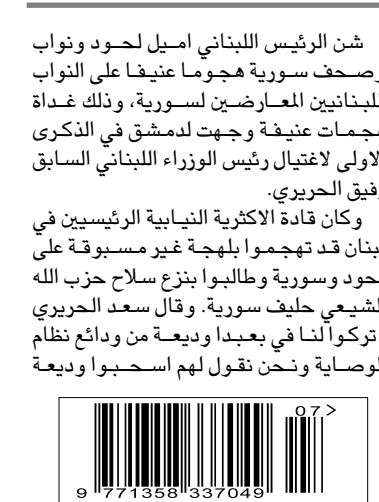 شن الرئيس اللبناني اميل لحود ونواب
وصحف سورية هجوما عنيفا على النواب
اللبنانيين المعارضين لسورية، وذلك غداة
هجمات عنيفة وجهت لدمشق في الذكرى
الاولى لاغتيال رئيس الوزراء اللبناني السابق
رفيق الحريري.
وكان قادة الاكثرية النيابية الرئيسيين في
لبنان قد تهجموا بلهجة غير مسبوقة على
لحود وسورية وطالبوا بنزع سلاح حزب الله
الشيعي حليف سورية. وقال سعد الحريري
تركوا لنا في بعبدا وديعة من ودائع نظام
الوصاية ونحن نقول لهم اسحبوا وديعة
07>
9 771358 337049